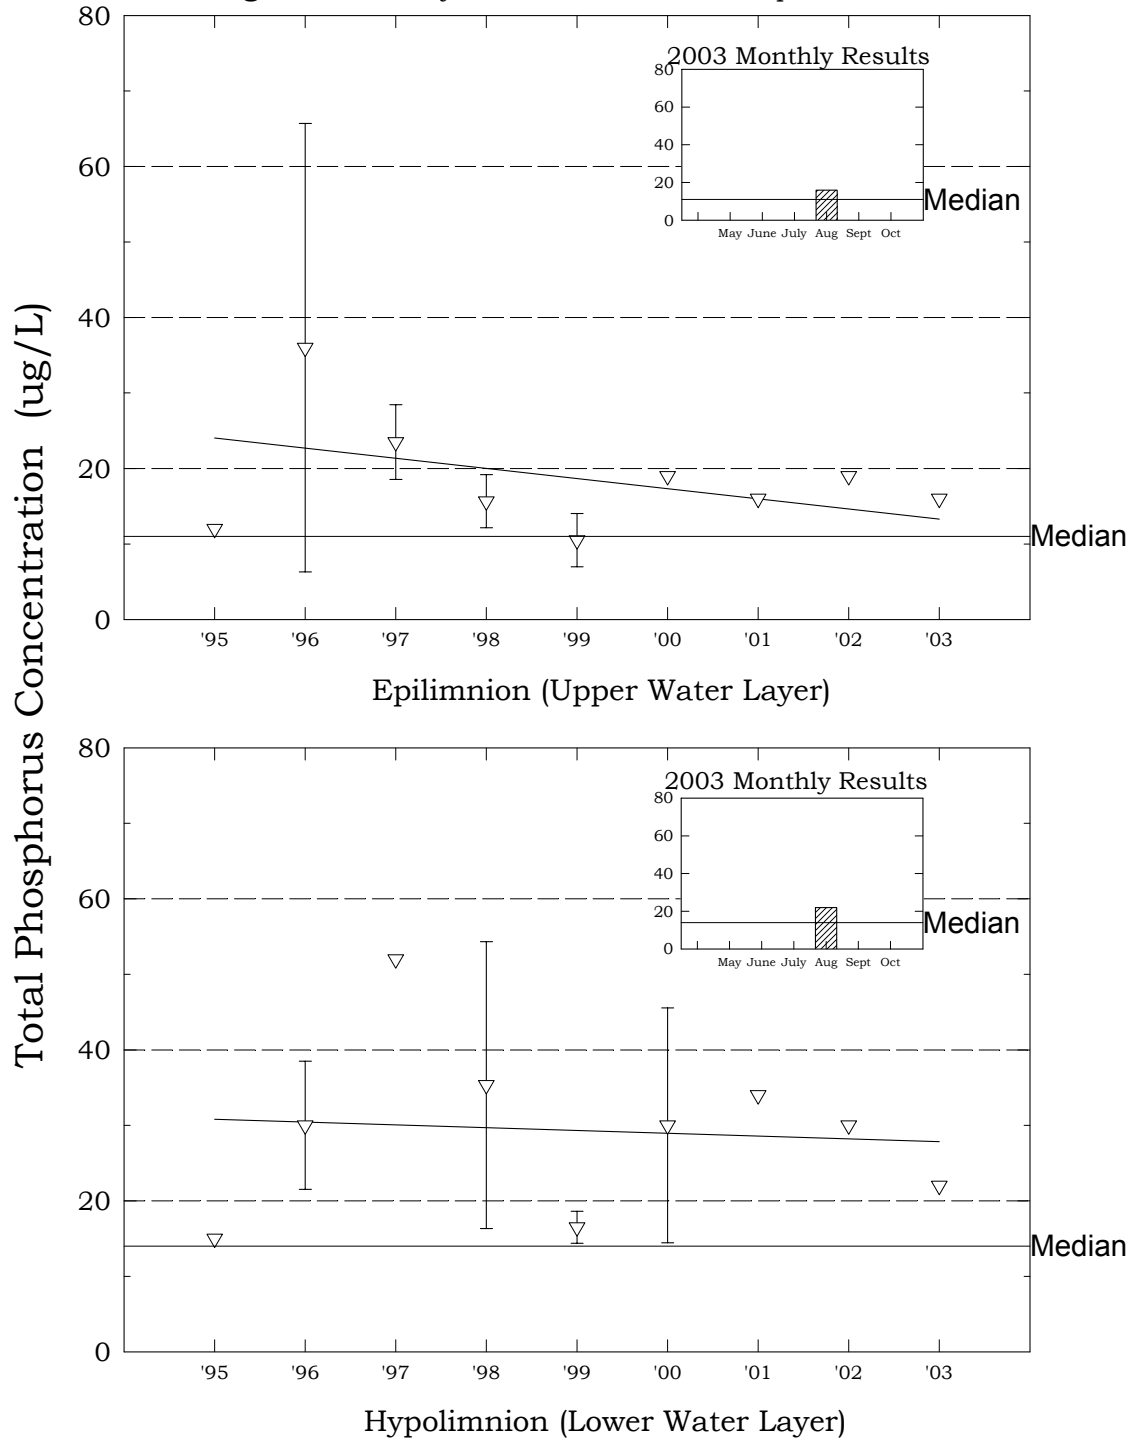 80
2003 Monthly Results
80
60
40
20
0
Median
May June July Aug Sept Oct
60
40
20
0
Median
'95 '96 '97 '98 '99 '00 '01 '02 '03
Epilimnion (Upper Water Layer)
Total Phosphorus Concentration (ug/L)
80
2003 Monthly Results
80
60
40
20
0
Median
May June July Aug Sept Oct
60
40
20
0
Median
'95 '96 '97 '98 '99 '00 '01 '02 '03
Hypolimnion (Lower Water Layer)